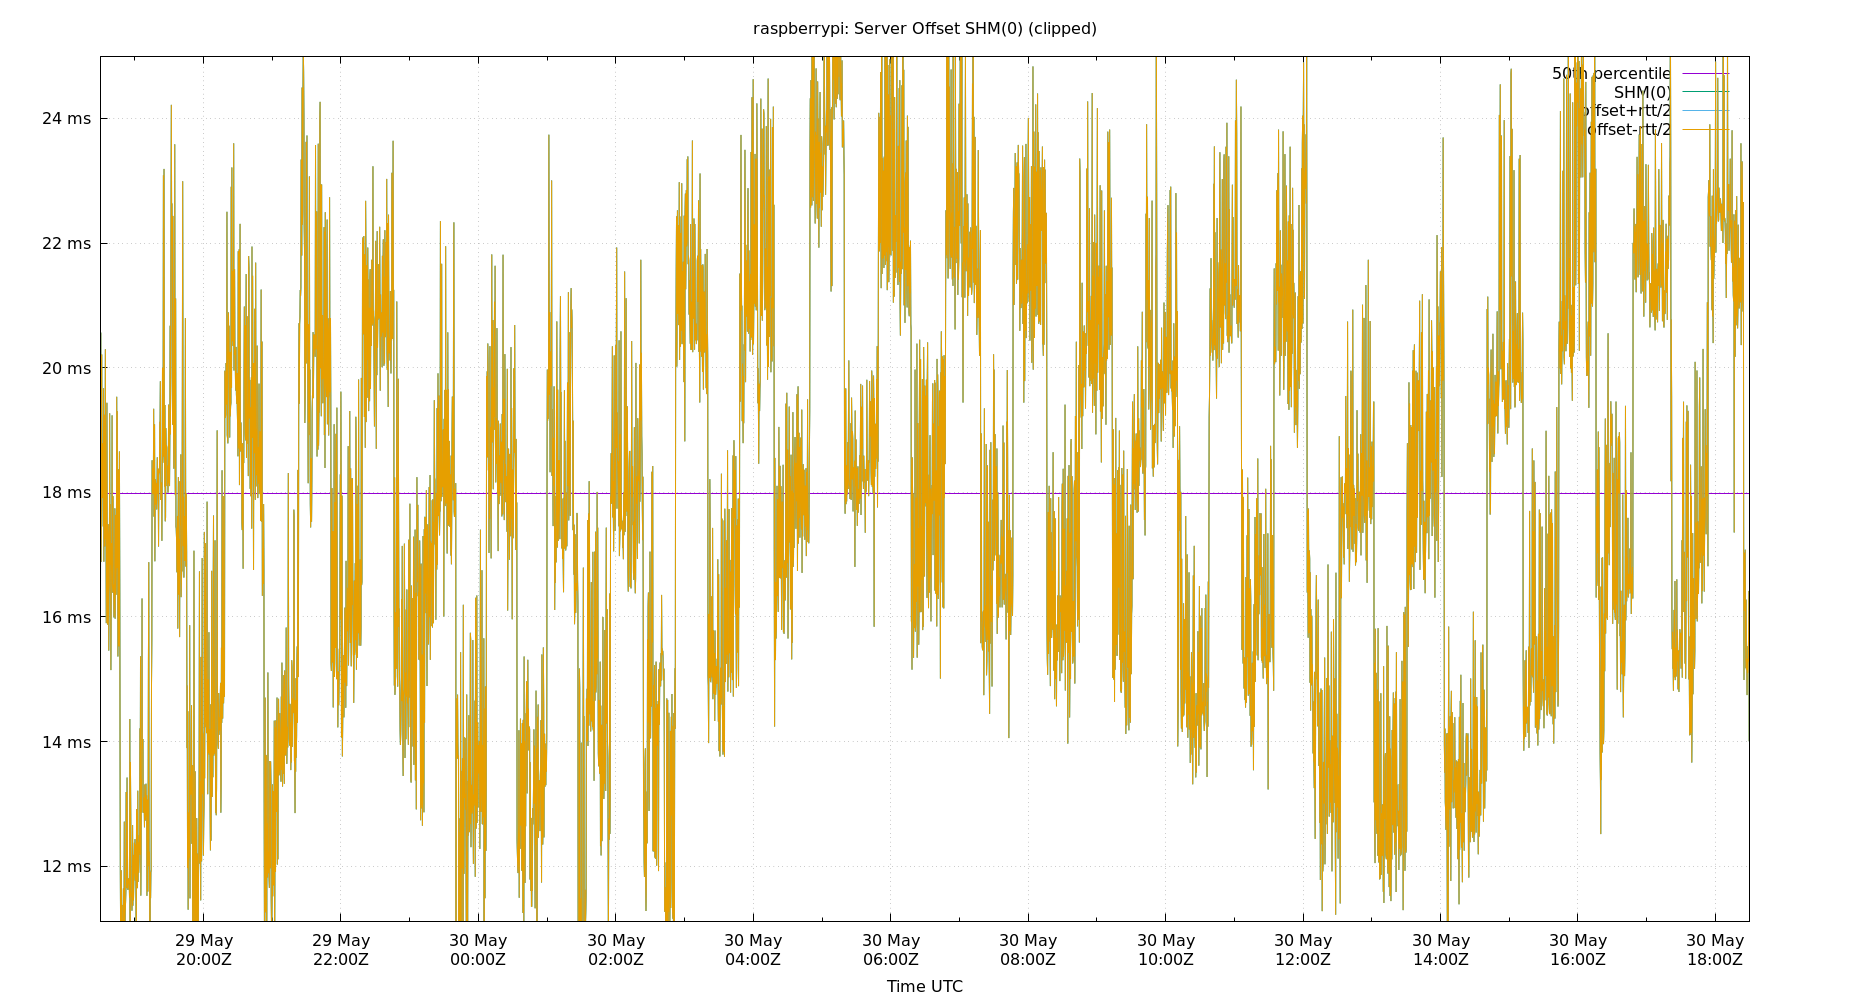 raspberrypi: Server Offset SHM(0) (clipped)
50th percentile
SHM(0)
offset+rtt/2
offset-rtt/2
24 ms
22 ms
20 ms
18 ms
16 ms
14 ms
12 ms
29 May 29 May 30 May 30 May 30 May 30 May 30 May 30 May 30 May 30 May 30 May 30 May
20:00Z 22:00Z 00:00Z 02:00Z 04:00Z 06:00Z 08:00Z 10:00Z 12:00Z 14:00Z 16:00Z 18:00Z
Time UTC